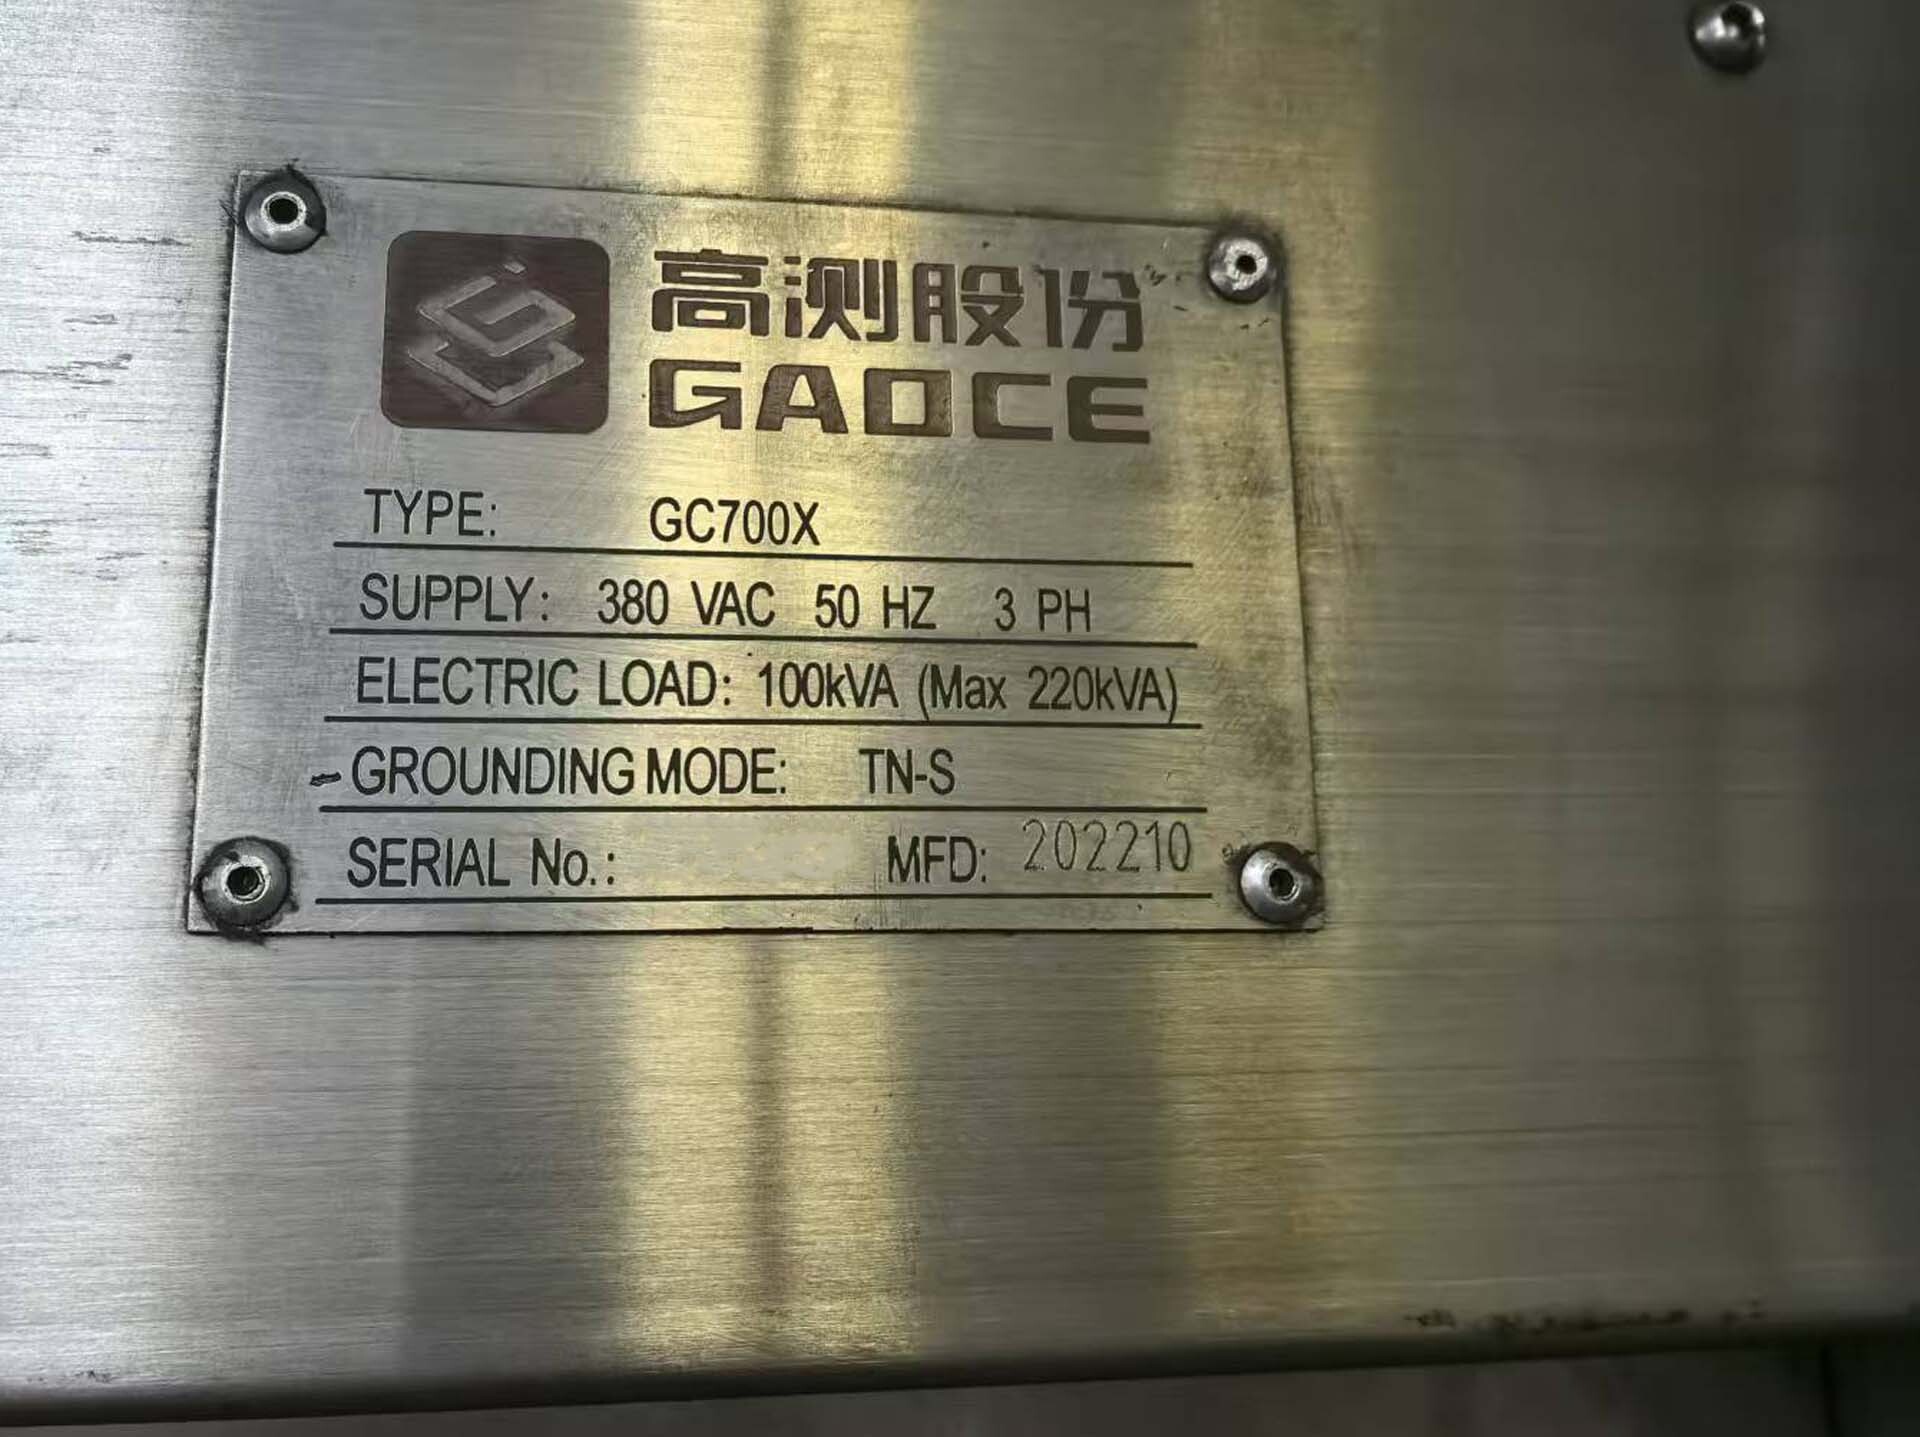 高测股份
GAOCE
TYPE: GC700X
SUPPLY: 380 VAC 50 HZ 3 PH
ELECTRIC LOAD: 100kVA (Max 220kVA)
GROUNDING MODE: TN-S
SERIAL No.: MFD: 202210